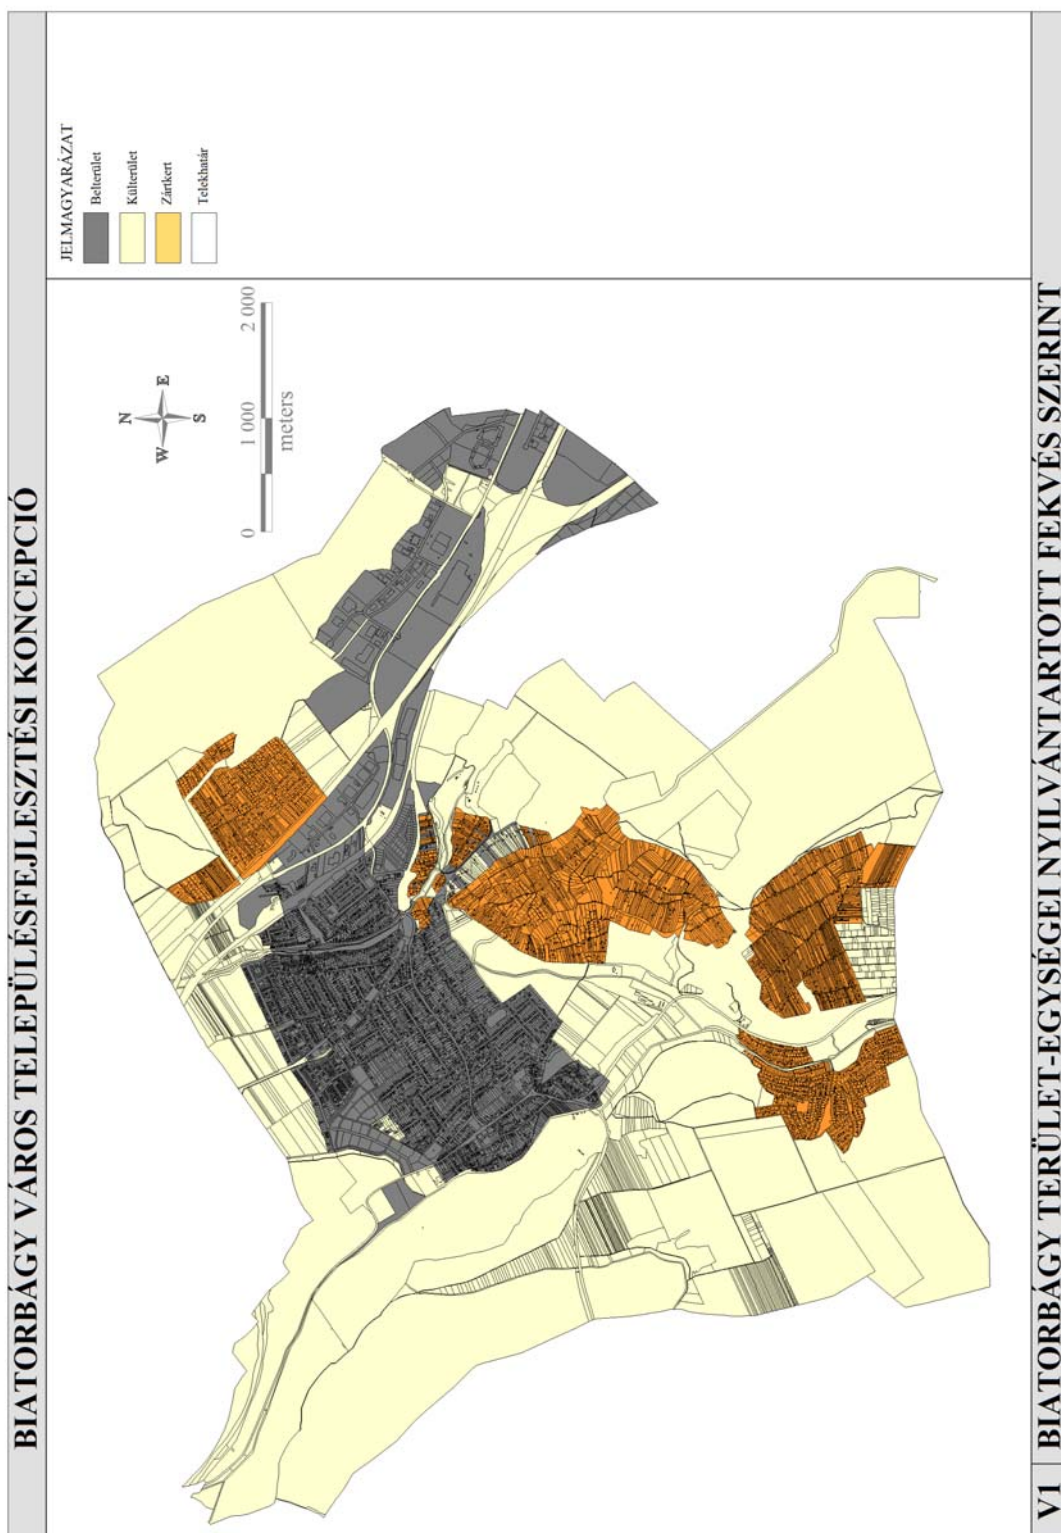 BIATORBÁGY VÁROS TELEPÜLÉSFEJLESZTÉSI KONCEPCIÓ
JELMAGYARÁZAT
Belterület
Külterület
Zártkert
Telekhatár
N
W E
S
0 1 000 2 000
meters
V1 BIATORBÁGY TERÜLET-EGYSÉGEI NYILVÁNTARTOTT FEKVÉS SZERINT